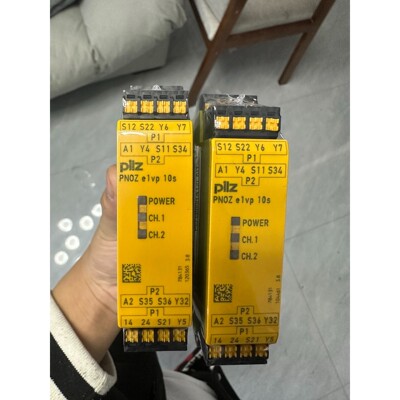 S12 S22 Y6 Y7
P1
A1 Y4 S11 S34
P2
pilz
PNOZ e1vp 10s
POWER
CH.1
CH.2
P2
A2 S35 S36 Y32
P1
14 24 S21 Y5
S12 S22 Y6 Y7
P1
A1 Y4 S11 S34
P2
pilz
PNOZ e1vp 10s
POWER
CH.1
CH.2
P2
A2 S35 S36 Y32
P1
14 24 S21 Y5